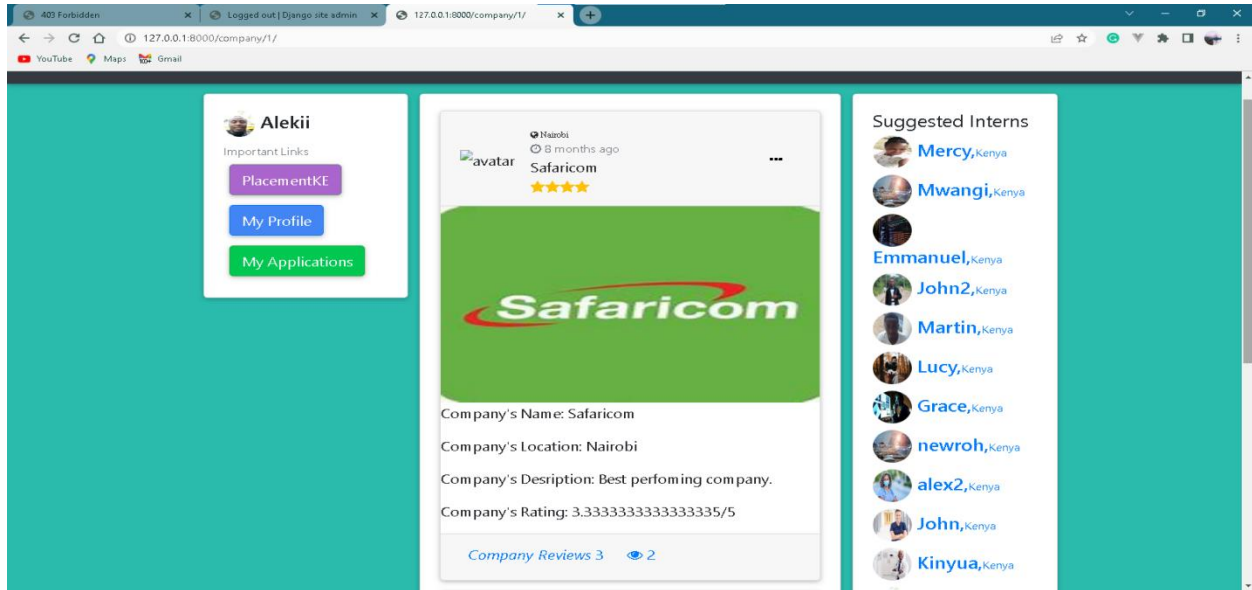 403 Forbidden
Logged out | Django site admin
127.0.0.1:8000/company/1/
127.0.0.1:8000/company/1/
YouTube
Maps
Gmail
Alekii
Important Links
PlacementKE
My Profile
My Applications
Nairobi
8 months ago
avatar
Safaricom
Safaricom
Company's Name: Safaricom
Company's Location: Nairobi
Company's Desription: Best perfoming company.
Company's Rating: 3.3333333333333335/5
Company Reviews 3 2
Suggested Interns
Mercy,Kenya
Mwangi,Kenya
Emmanuel,Kenya
John2,Kenya
Martin,Kenya
Lucy,Kenya
Grace,Kenya
newroh,Kenya
alex2,Kenya
John,Kenya
Kinyua,Kenya